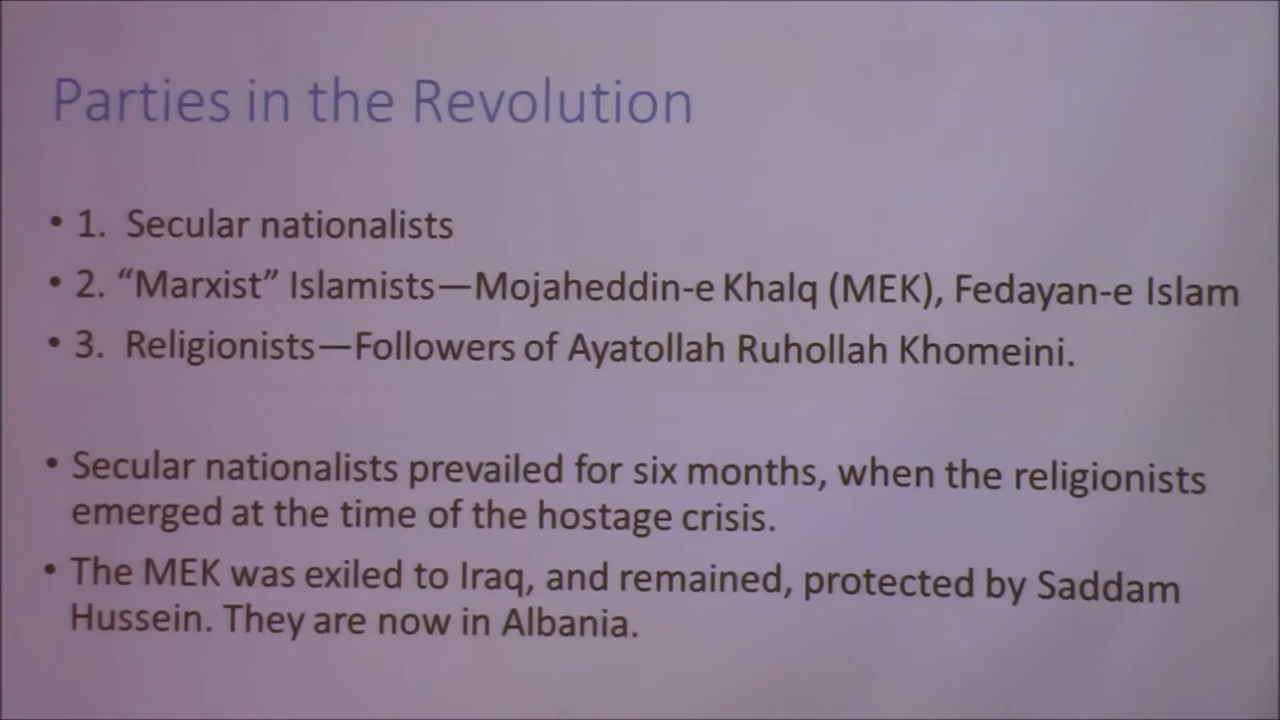 Parties in the Revolution
• 1. Secular nationalists
• 2. “Marxist” Islamists—Mojaheddin-e Khalq (MEK), Fedayan-e Islam
• 3. Religionists—Followers of Ayatollah Ruhollah Khomeini.
• Secular nationalists prevailed for six months, when the religionists
emerged at the time of the hostage crisis.
• The MEK was exiled to Iraq, and remained, protected by Saddam
Hussein. They are now in Albania.